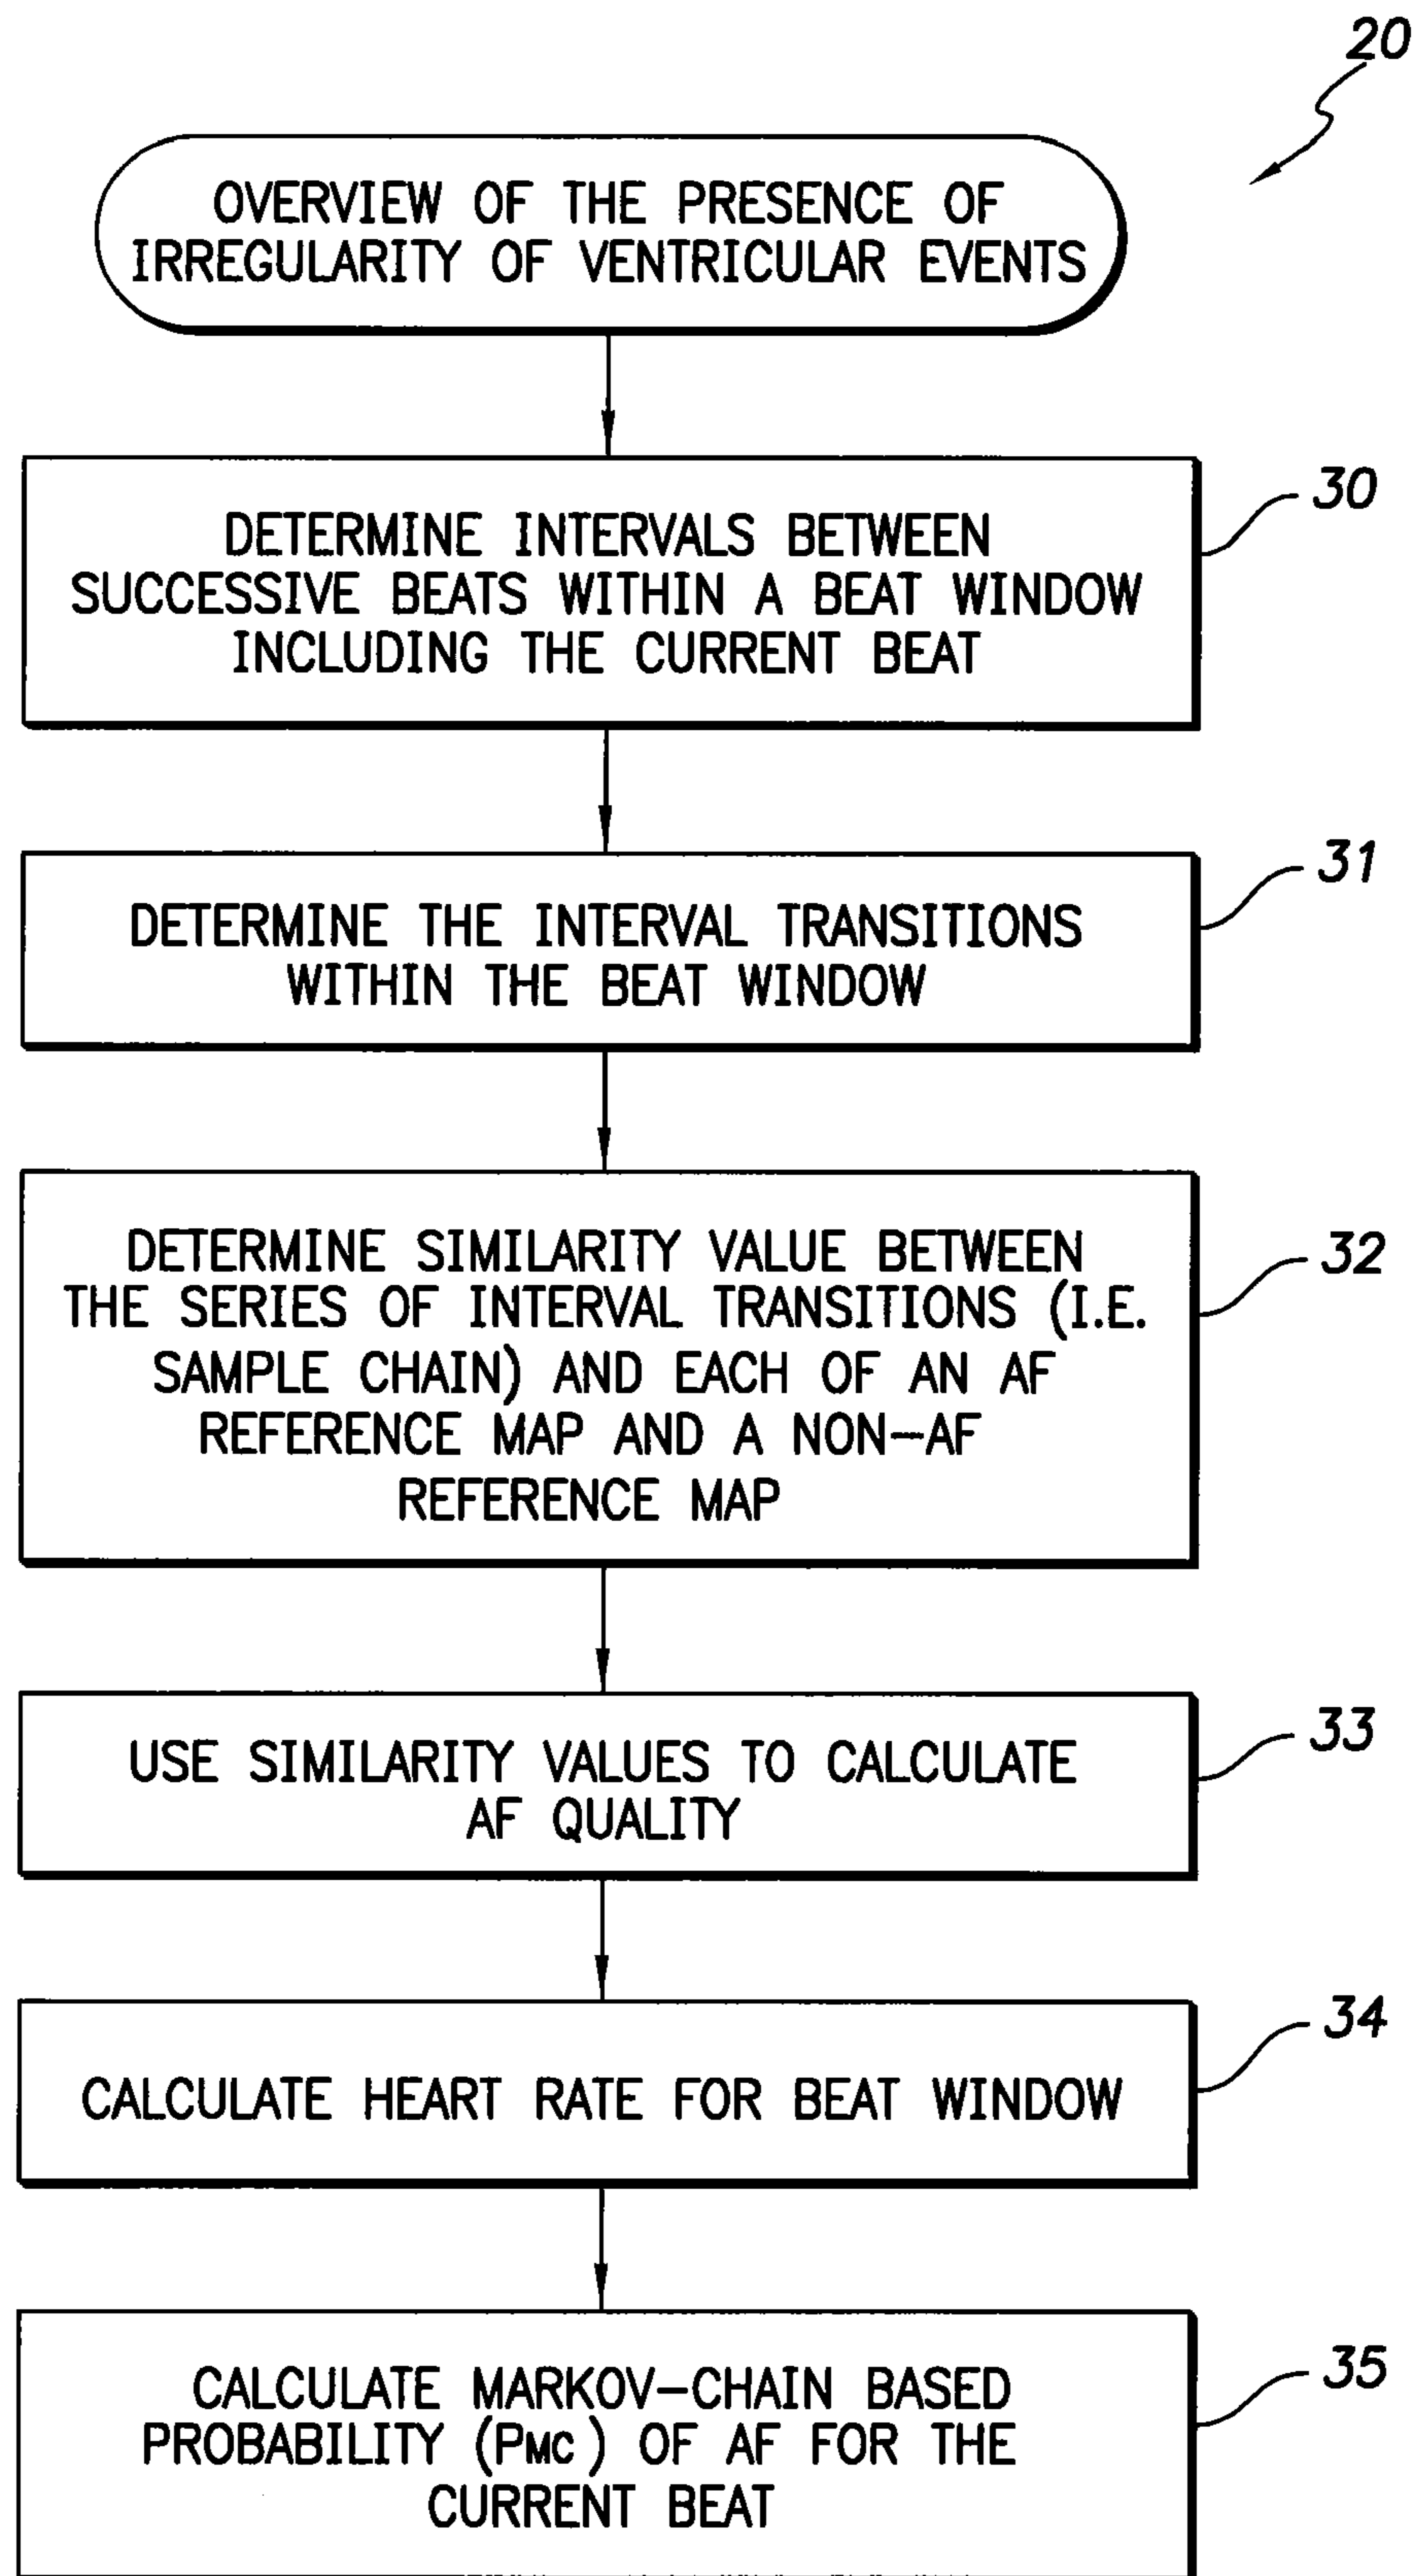 20
OVERVIEW OF THE PRESENCE OF
IRREGULARITY OF VENTRICULAR EVENTS
30
DETERMINE INTERVALS BETWEEN
SUCCESSIVE BEATS WITHIN A BEAT WINDOW
INCLUDING THE CURRENT BEAT
31
DETERMINE THE INTERVAL TRANSITIONS
WITHIN THE BEAT WINDOW
32
DETERMINE SIMILARITY VALUE BETWEEN
THE SERIES OF INTERVAL TRANSITIONS (I.E.
SAMPLE CHAIN) AND EACH OF AN AF
REFERENCE MAP AND A NON-AF
REFERENCE MAP
33
USE SIMILARITY VALUES TO CALCULATE
AF QUALITY
34
CALCULATE HEART RATE FOR BEAT WINDOW
35
CALCULATE MARKOV-CHAIN BASED
PROBABILITY (PMC) OF AF FOR THE
CURRENT BEAT